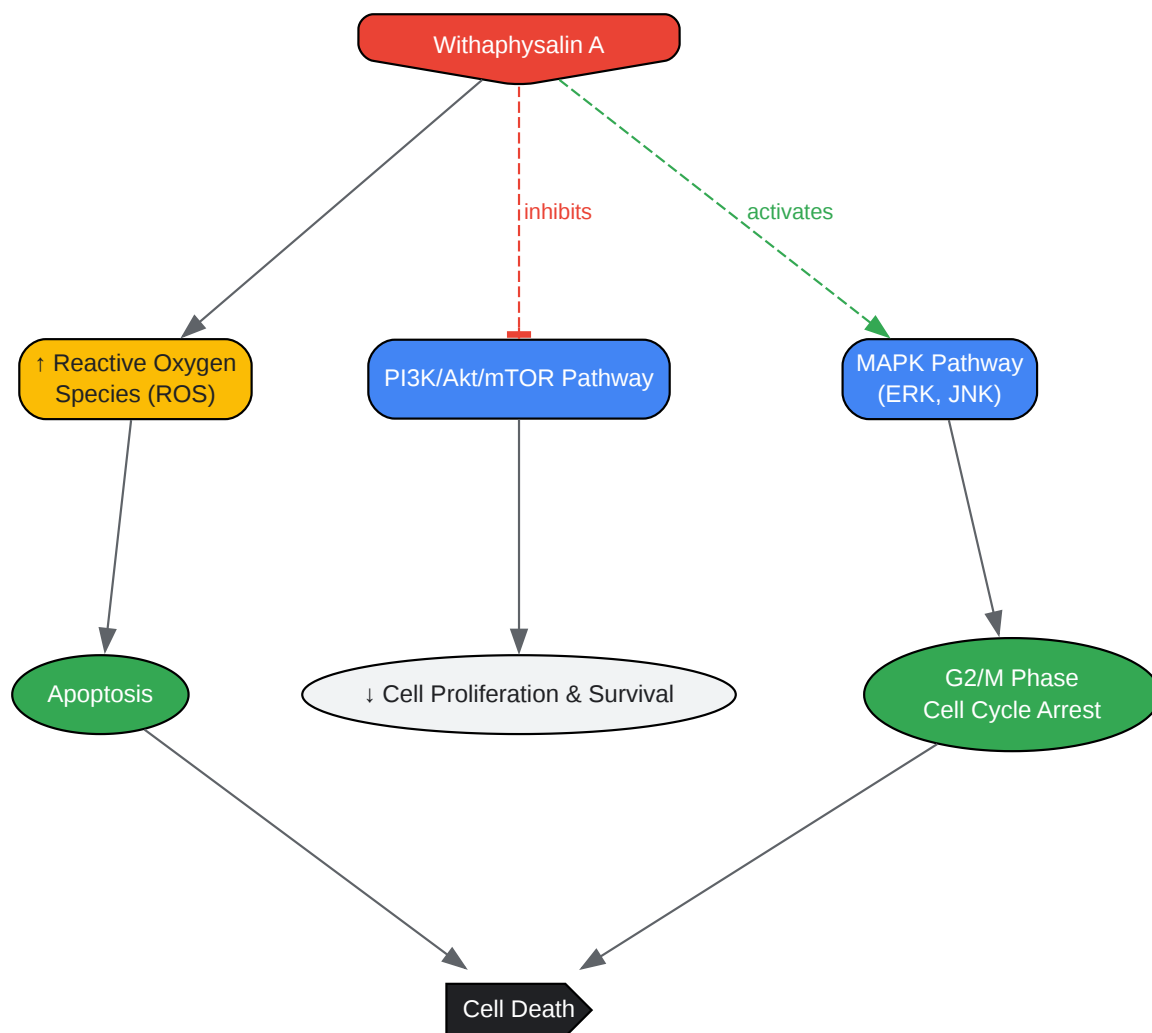 Withaphysalin A
inhibits
activates
↑ Reactive Oxygen
Species (ROS)
PI3K/Akt/mTOR Pathway
MAPK Pathway
(ERK, JNK)
Apoptosis
↓ Cell Proliferation & Survival
G2/M Phase
Cell Cycle Arrest
Cell Death